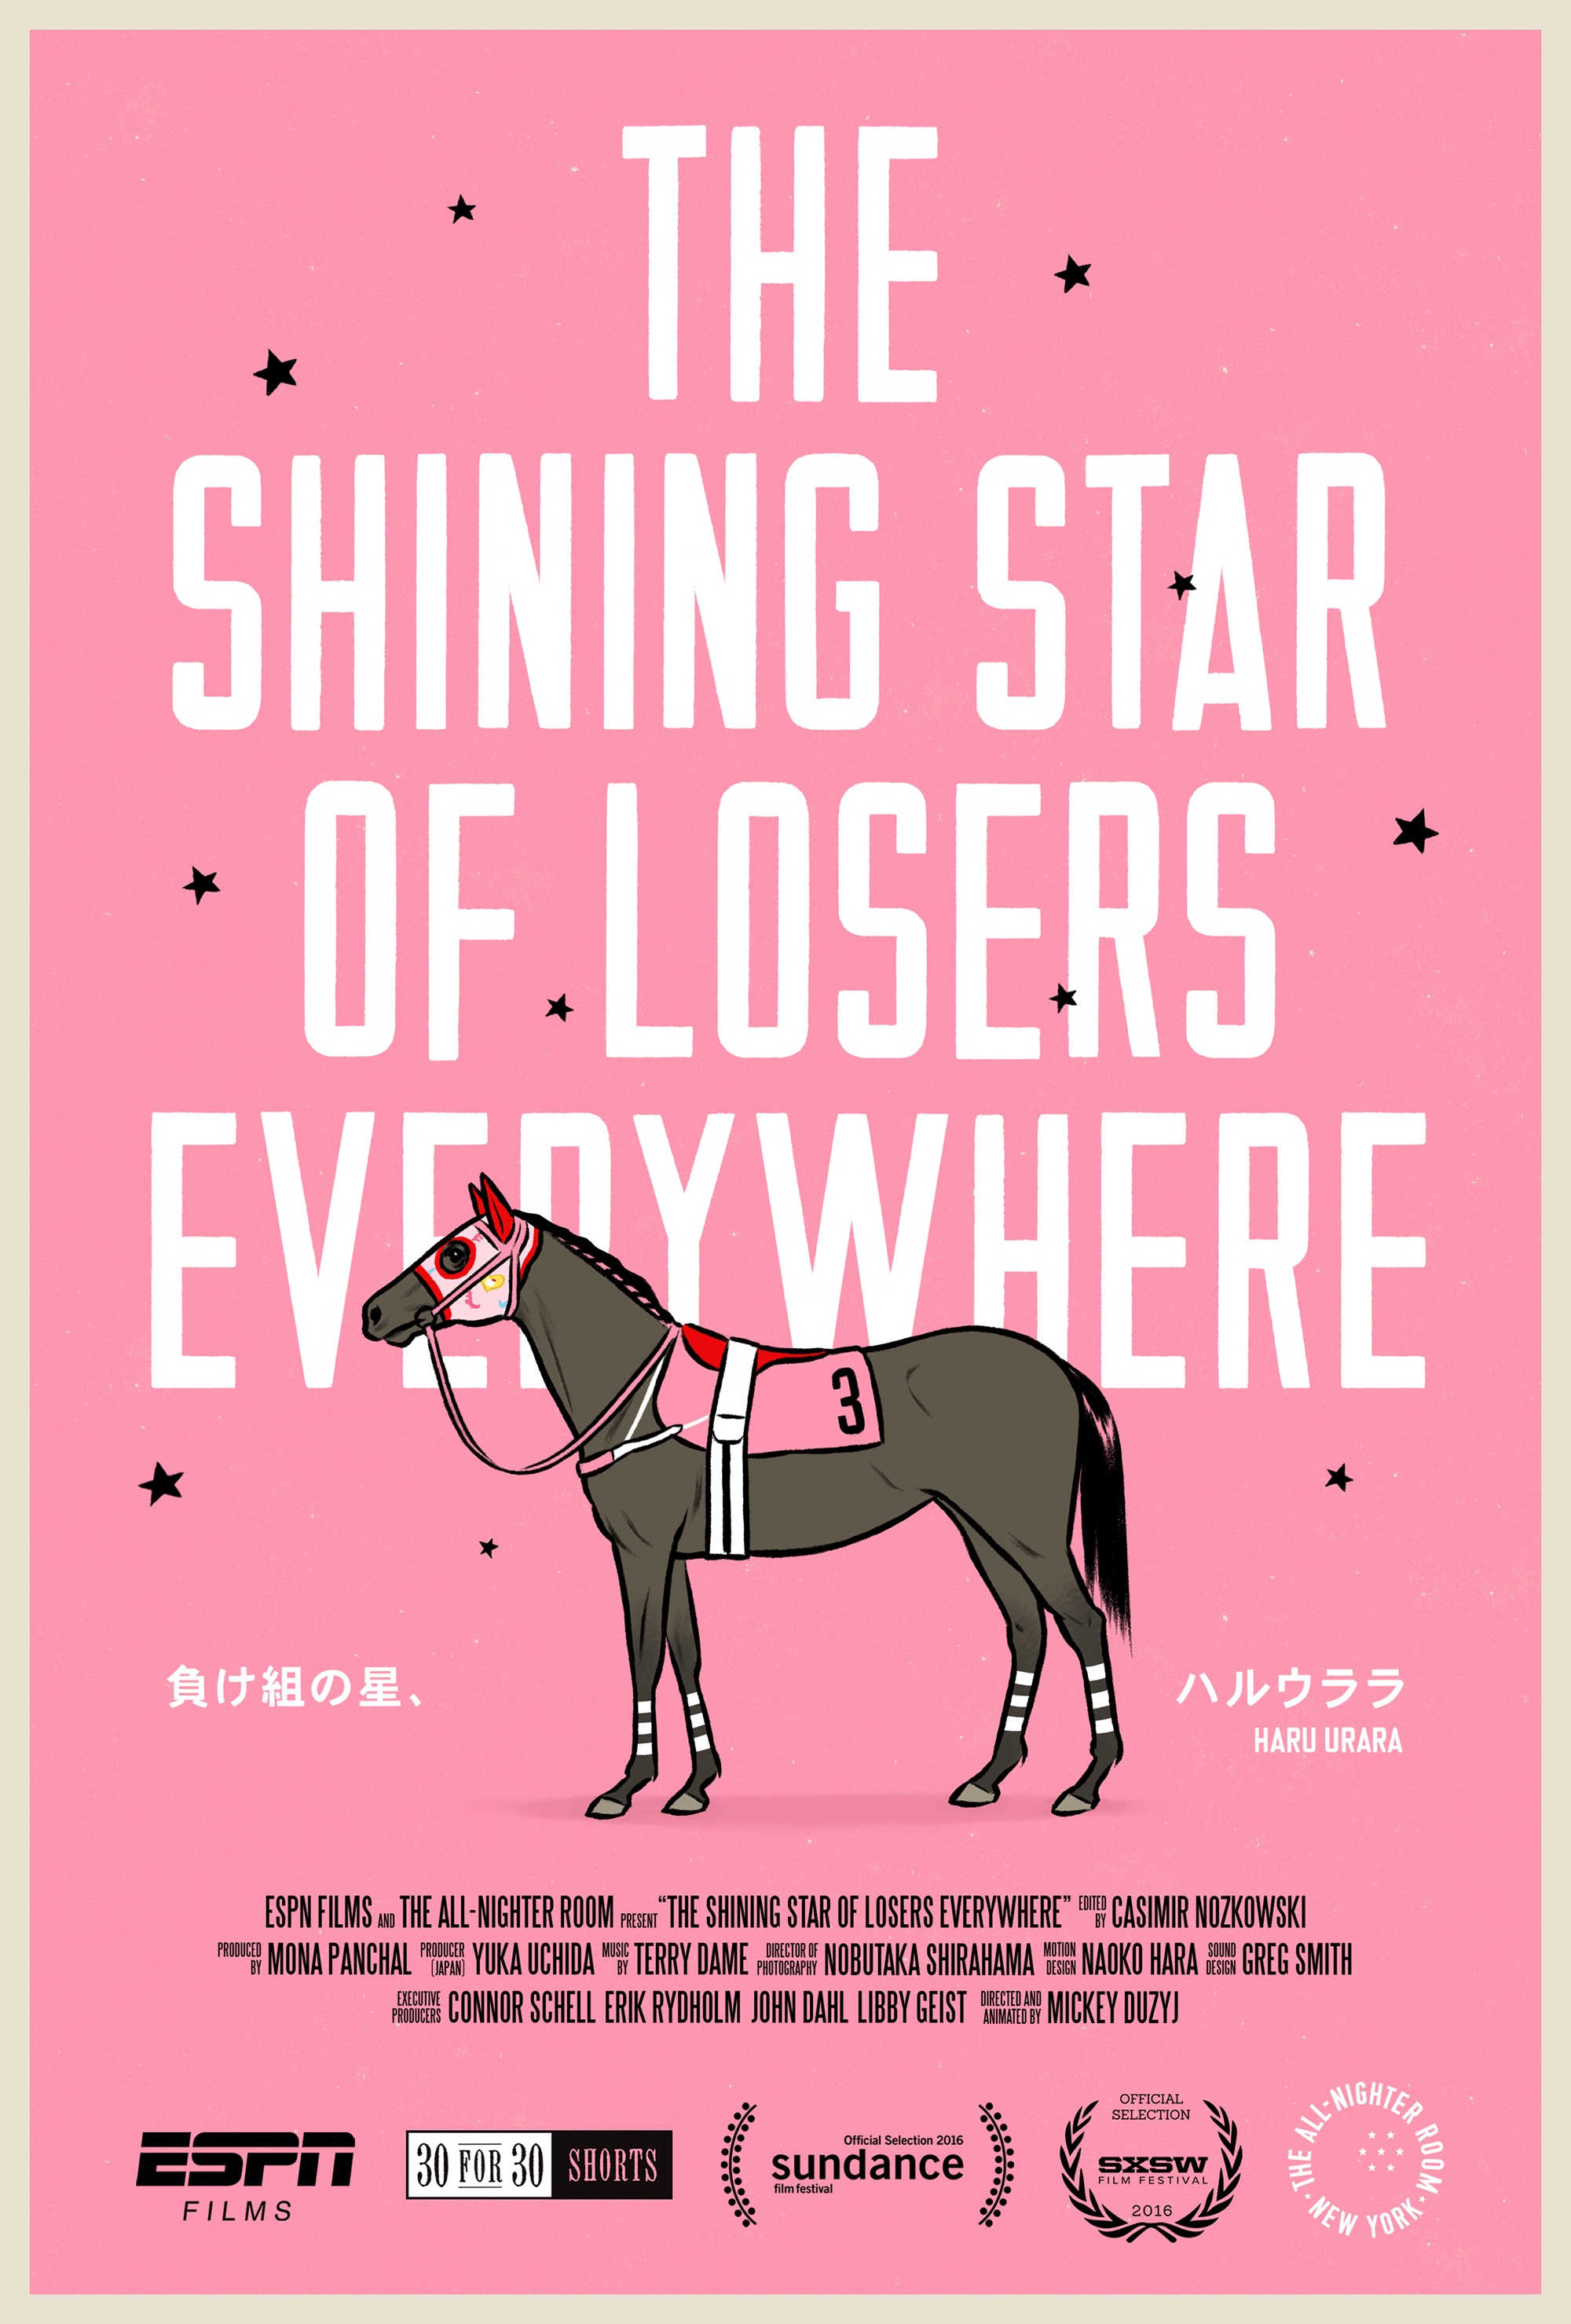 THE
SHINING STAR
OF LOSERS
EVERYWHERE
3
負け組の星、
ハルウララ
HARU URARA
ESPN FILMS AND THE ALL-NIGHTER ROOM PRESENT “THE SHINING STAR OF LOSERS EVERYWHERE” EDITED BY CASIMIR NOZKOWSKI
PRODUCED BY MONA PANCHAL PRODUCER (JAPAN) YUKA UCHIDA MUSIC BY TERRY DAME DIRECTOR OF PHOTOGRAPHY NOBUTAKA SHIRAHAMA MOTION DESIGN NAOKO HARA SOUND DESIGN GREG SMITH
EXECUTIVE PRODUCERS CONNOR SCHELL ERIK RYDHOLM JOHN DAHL LIBBY GEIST DIRECTED AND ANIMATED BY MICKEY DUZYJ
ESPN
FILMS
30 FOR 30 SHORTS
Official Selection 2016
sundance
film festival
OFFICIAL
SELECTION
SXSW
FILM FESTIVAL
2016
THE ALL-NIGHTER ROOM
NEW YORK